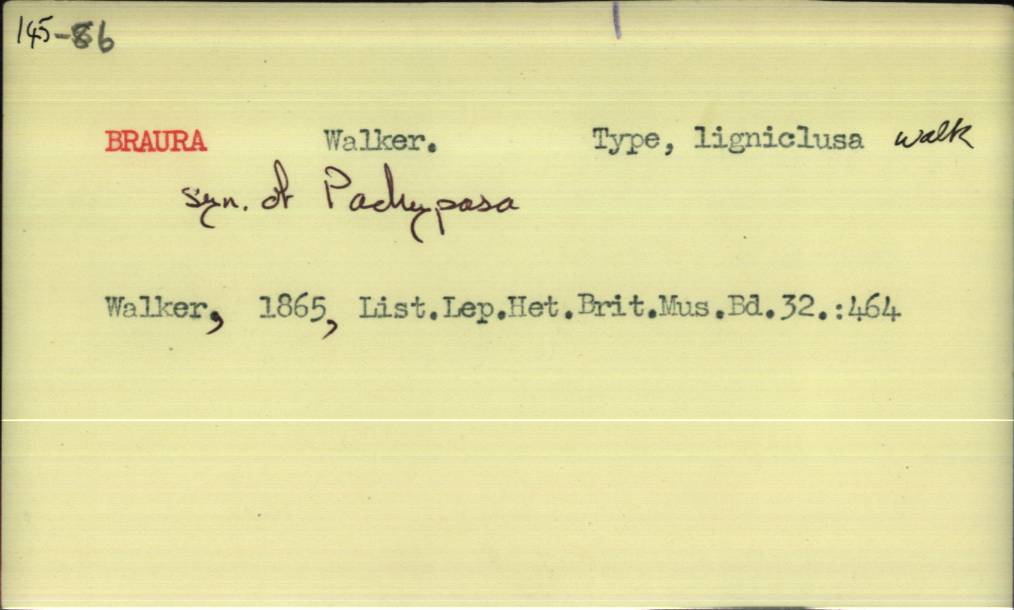 145-86
BRAURA Walker. Type, ligniclusa Walk
syn. of Pachypasa
Walker, 1865, List.Lep.Het.Brit.Mus.Bd.32.:464